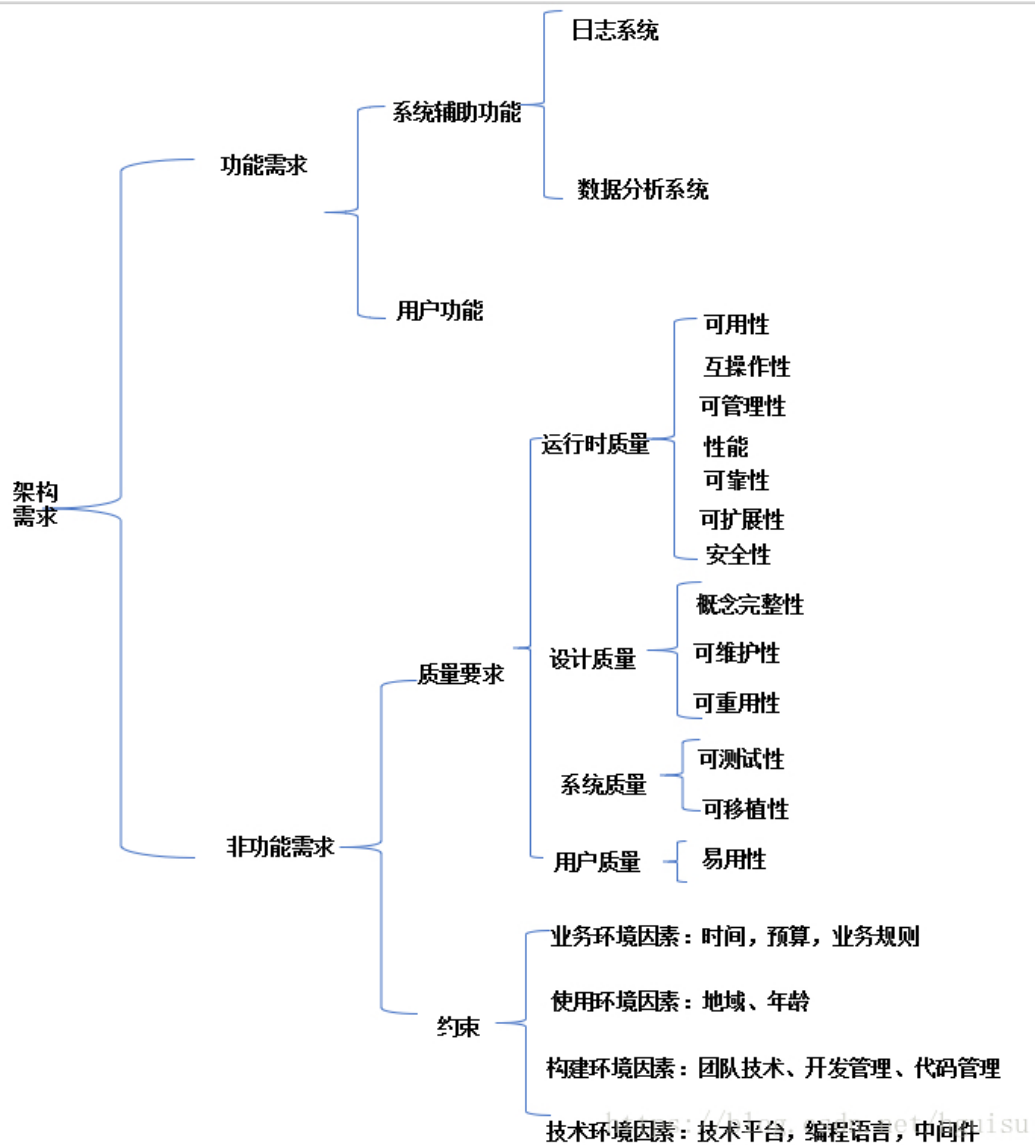 日志系统
系统辅助功能
功能需求
数据分析系统
用户功能
可用性
互操作性
可管理性
运行时质量
性能
可靠性
架构
需求
可扩展性
安全性
概念完整性
可维护性
设计质量
质量要求
可重用性
可测试性
系统质量
可移植性
非功能需求
用户质量
易用性
业务环境因素：时间，预算，业务规则
使用环境因素：地域、年龄
约束
构建环境因素：团队技术、开发管理、代码管理
技术环境因素：技术平台，编程语言，中间件